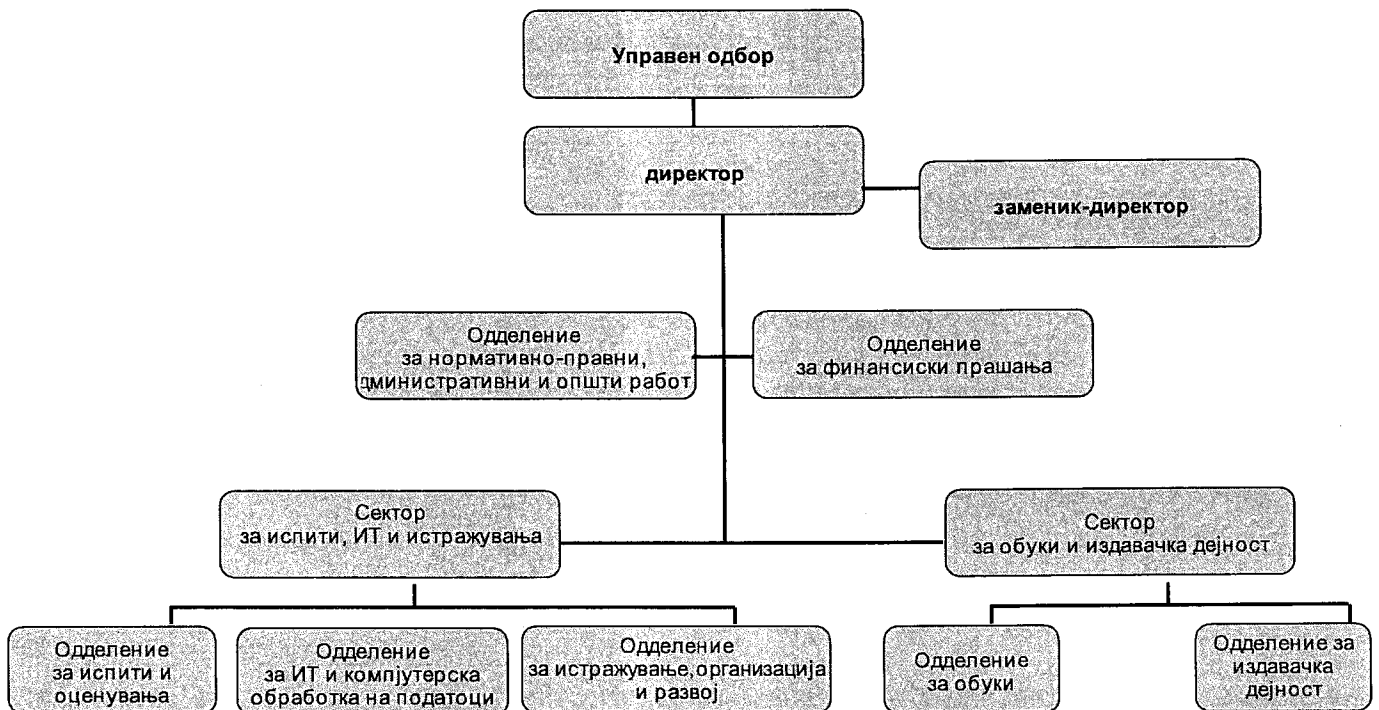 Управен одбор
директор
заменик-директор
Одделение
за нормативно-правни,
дминистративни и општи работ
Одделение
за финансиски прашања
Сектор
за испити, ИТ и истражувања
Сектор
за обуки и издавачка дејност
Одделение
за испити и
оценувања
Одделение
за ИТ и компјутерска
обработка на податоци
Одделение
за истражување,организација
и развој
Одделение
за обуки
Одделение за
издавачка
дејност